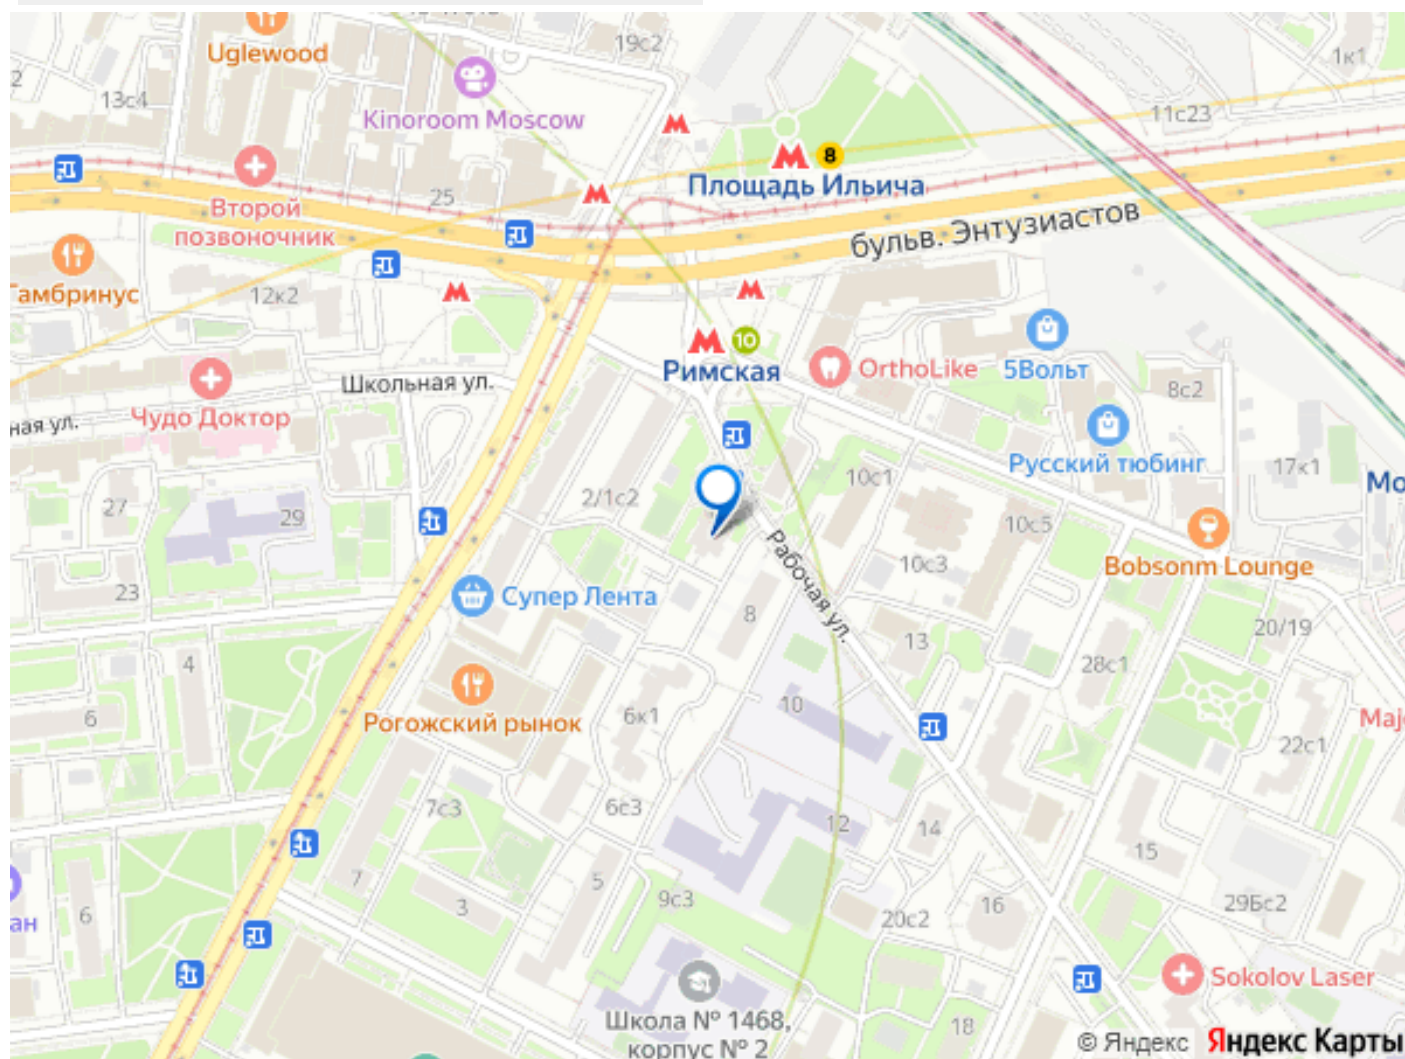 19с2
Uglewood
1к1
2
13с4
Kinoroom Moscow
11с23
8
Площадь Ильича
25
Второй
позвоночник
бульв. Энтузиастов
Гамбринус
12к2
10
Римская
OrthoLike
5Вольт
Школьная ул.
8с2
Чудо Доктор
ная ул.
Русский тюбинг
17к1
Мо
10с1
2/1с2
27
29
10с5
Рабочая ул.
10с3
Bobsonm Lounge
23
Супер Лента
8
13
20/19
4
28с1
6
6к1
10
Рогожский рынок
Maj
22с1
7с3
6с3
12
14
15
7
5
3
9с3
16
29Бс2
6
ан
20с2
Sokolov Laser
Школа № 1468,
корпус № 2
18
© Яндекс Яндекс Карты